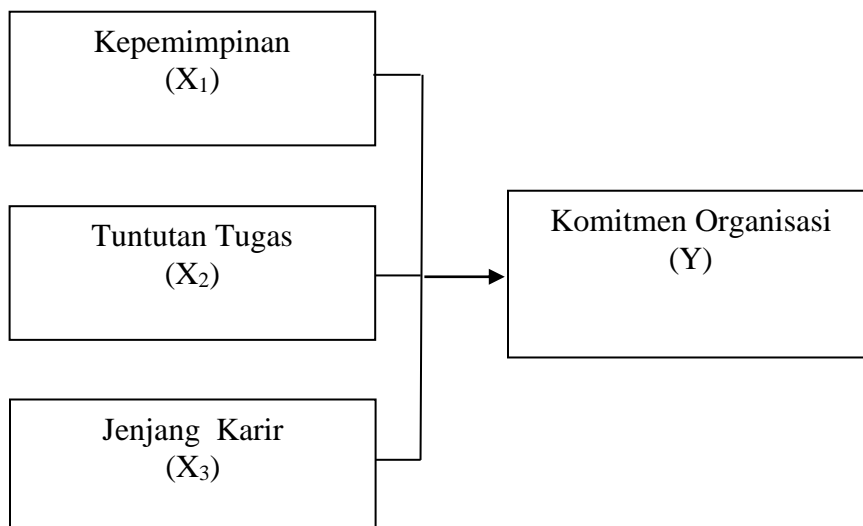 Kepemimpinan
(X₁)
Tuntutan Tugas
(X₂)
Jenjang Karir
(X₃)
Komitmen Organisasi
(Y)